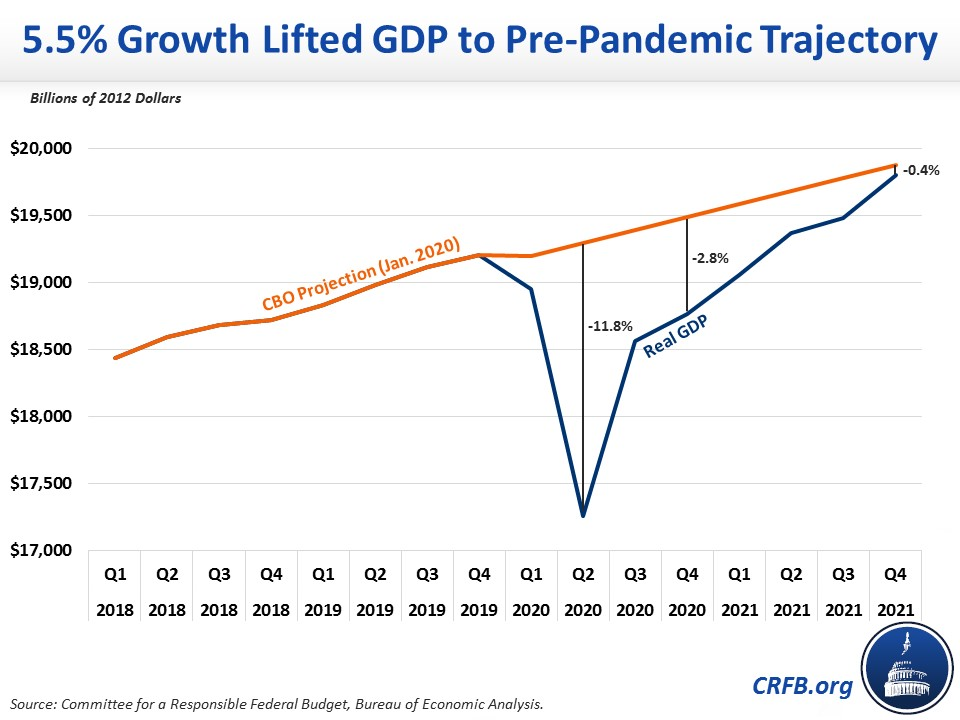 5.5% Growth Lifted GDP to Pre-Pandemic Trajectory
Billions of 2012 Dollars
$20,000
$19,500
$19,000
$18,500
$18,000
$17,500
$17,000
CBO Projection (Jan. 2020)
-0.4%
-2.8%
-11.8%
Real GDP
Q1 Q2 Q3 Q4 Q1 Q2 Q3 Q4 Q1 Q2 Q3 Q4 Q1 Q2 Q3 Q4
2018 2018 2018 2018 2019 2019 2019 2019 2020 2020 2020 2020 2021 2021 2021 2021
CRFB.org
Source: Committee for a Responsible Federal Budget, Bureau of Economic Analysis.